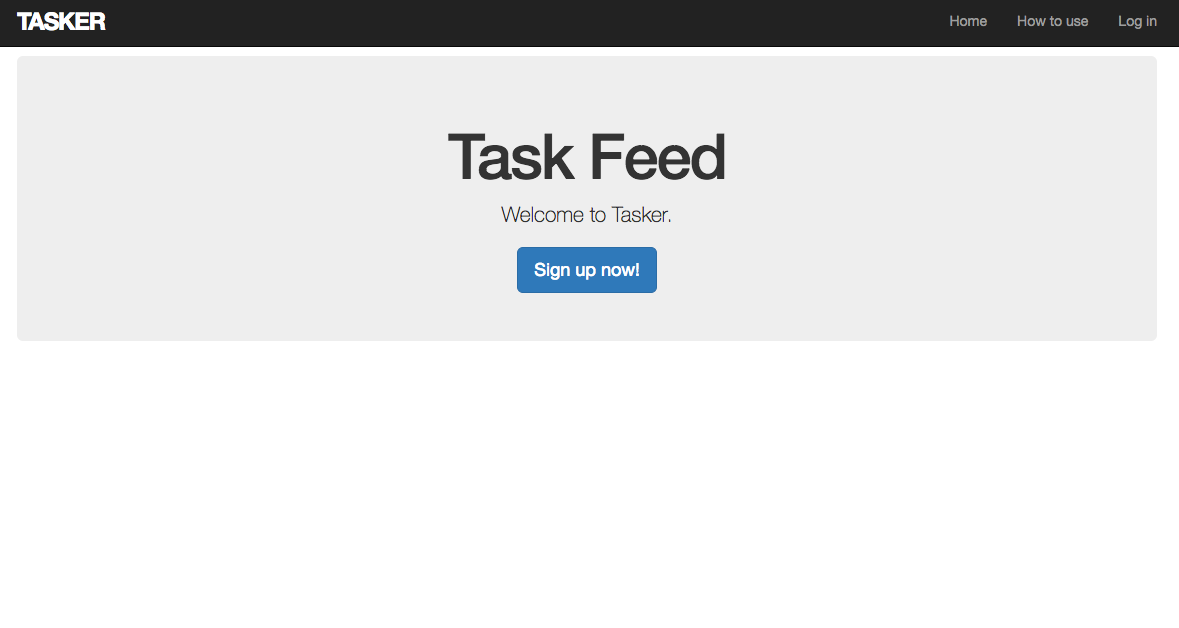 TASKER
Home How to use Log in
Task Feed
Welcome to Tasker.
Sign up now!